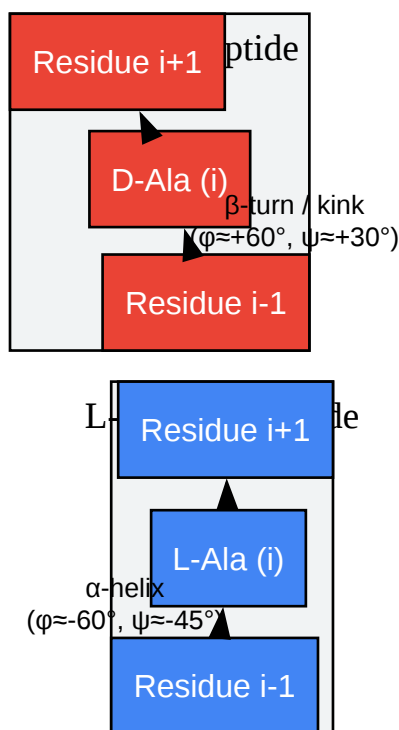 ptide
Residue i+1
D-Ala (i)
β-turn / kink
(φ≈+60°, ψ≈+30°)
Residue i-1
L-
de
Residue i+1
L-Ala (i)
α-helix
(φ≈-60°, ψ≈-45°)
Residue i-1